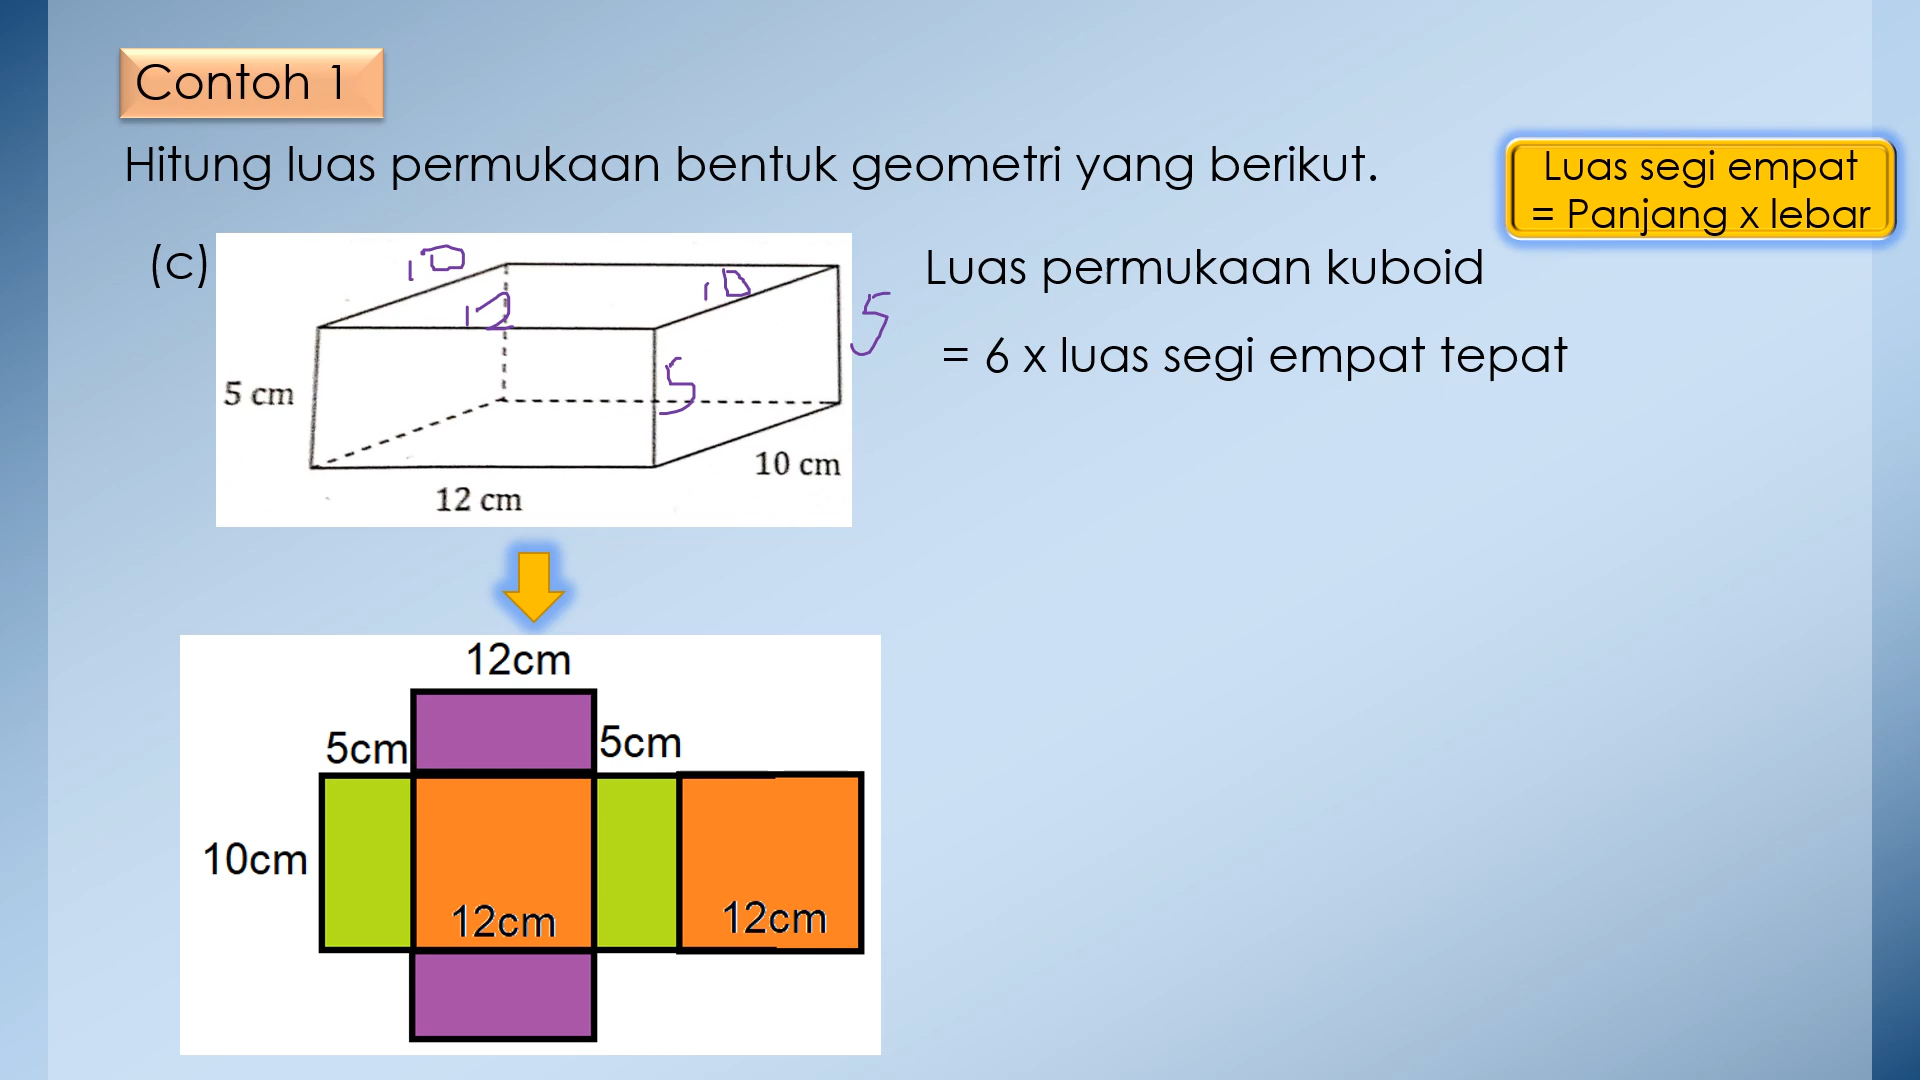 Contoh 1
Hitung luas permukaan bentuk geometri yang berikut.
Luas segi empat
= Panjang x lebar
(c)
10
12
10
5
5
5 cm
12 cm
10 cm
Luas permukaan kuboid
= 6 x luas segi empat tepat
12cm
5cm
5cm
10cm
12cm
12cm